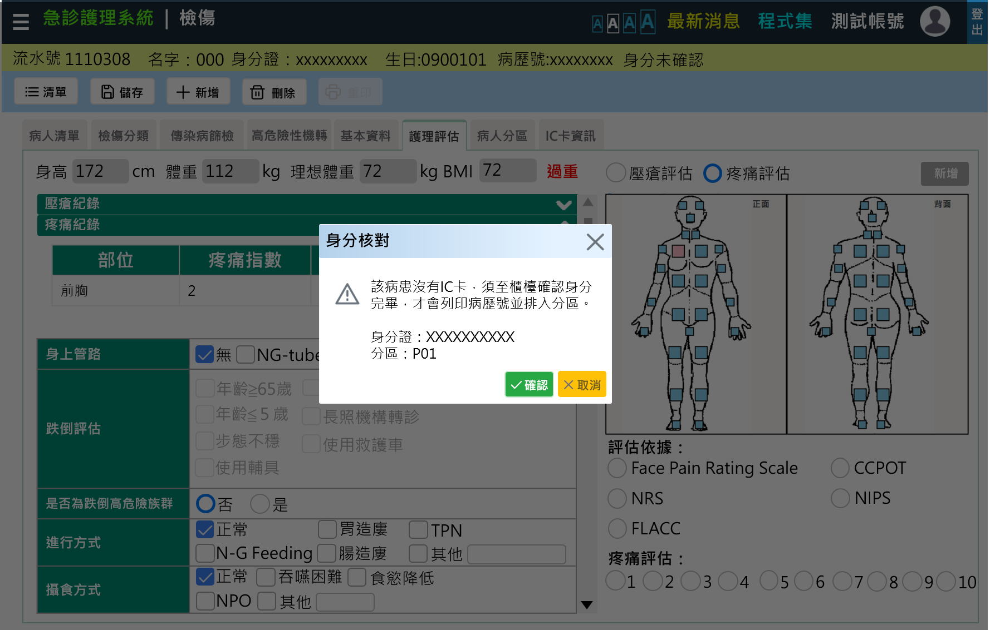 急診護理系統 | 檢傷 A A A A 最新消息 程式集 測試帳號 登出
流水號 1110308 名字：000 身分證：xxxxxxxxx 生日:0900101 病歷號:xxxxxxxx 身分未確認
清單 儲存 新增 刪除 重印
病人清單 檢傷分類 傳染病篩檢 高危險性機轉 基本資料 護理評估 病人分區 IC卡資訊
身高 172 cm 體重 112 kg 理想體重 72 kg BMI 72 過重 壓瘡評估 疼痛評估 新增
壓瘡紀錄
疼痛紀錄
部位 疼痛指數
前胸 2
身分核對
該病患沒有IC卡，須至櫃檯確認身分
完畢，才會列印病歷號並排入分區。
身分證：XXXXXXXXXX
分區：P01
確認 取消
正面 背面
身上管路 無 NG-tube
跌倒評估
年齡≧65歲
年齡≦ 5 歲 長照機構轉診
步態不穩 使用救護車
使用輔具
是否為跌倒高危險族群 否 是
進行方式 正常 胃造廔 TPN
N-G Feeding 腸造廔 其他
攝食方式 正常 吞嚥困難 食慾降低
NPO 其他
評估依據：
Face Pain Rating Scale CCPOT
NRS NIPS
FLACC
疼痛評估：
1 2 3 4 5 6 7 8 9 10